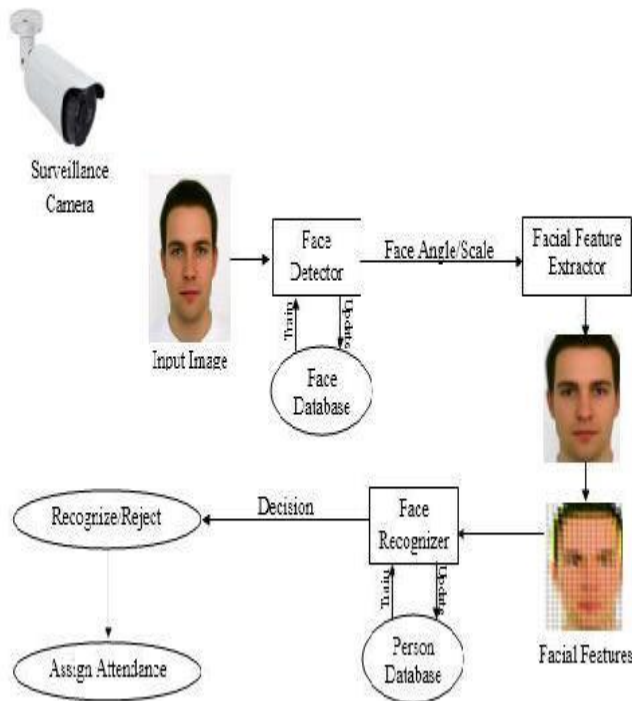 Surveillance
Camera
Input Image
Face
Detector
Train
Update
Face
Database
Face Angle/Scale
Facial Feature
Extractor
Facial Features
Face
Recognizer
Train
Update
Person
Database
Decision
Recognize/Reject
Assign Attendance